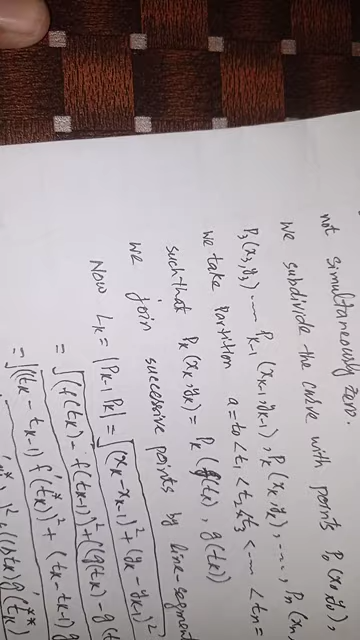 not simultaneously zero.
We subdivide the curve with points P₀(x₀,y₀),
P₃(x₃,y₃) ---- Pₖ₋₁ (xₖ₋₁,yₖ₋₁), Pₖ(xₖ,yₖ), ..., Pₙ(xₙ
We take Partition a=t₀<t₁<t₂<t₃<--- <tₙ=
such that Pₖ(xₖ,yₖ) = Pₖ(f(tₖ), g(tₖ))
We join successive points by line-segment
Now Lₖ = |Pₖ₋₁Pₖ| = √(xₖ-xₖ₋₁)²+(yₖ-yₖ₋₁)²
= √(f(tₖ)-f(tₖ₋₁))²+(g(tₖ)-g(t
= √((tₖ-tₖ₋₁)f'(tₖ*))²+(tₖ-tₖ₋₁)g